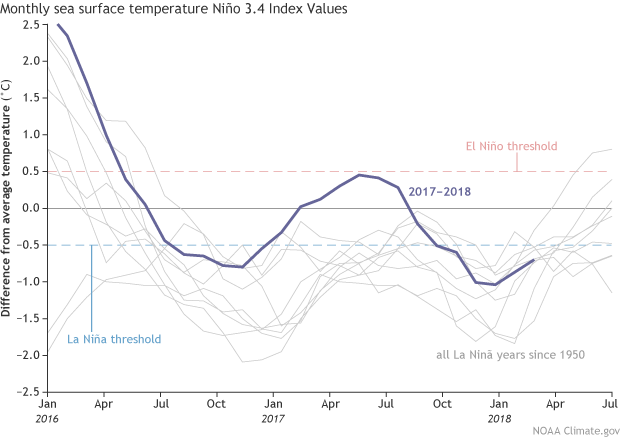 Monthly sea surface temperature Niño 3.4 Index Values
Difference from average temperature (°C)
2.5
2.0
1.5
1.0
0.5
0.0
−0.5
−1.0
−1.5
−2.0
−2.5
El Niño threshold
2017−2018
La Niña threshold
all La Ninã years since 1950
Jan Apr Jul Oct Jan Apr Jul Oct Jan Apr Jul
2016 2017 2018
NOAA Climate.gov